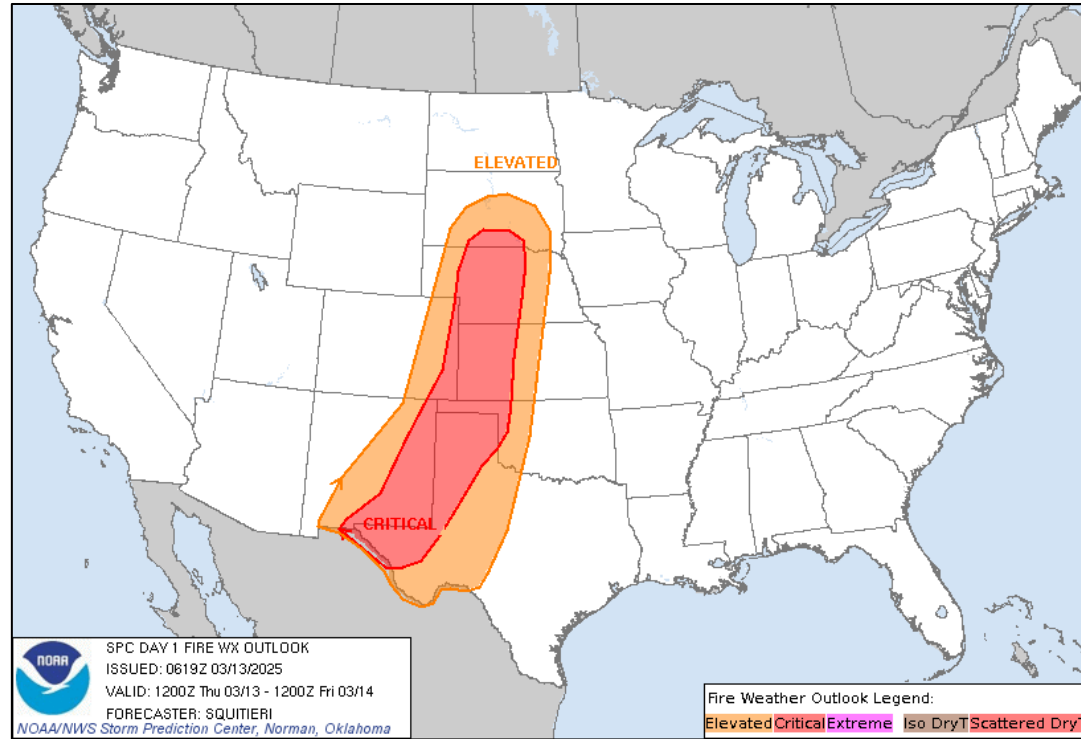 ELEVATED
CRITICAL
NOAA
SPC DAY 1 FIRE WX OUTLOOK
ISSUED: 0619Z 03/13/2025
VALID: 1200Z Thu 03/13 - 1200Z Fri 03/14
FORECASTER: SQUITIERI
NOAA/NWS Storm Prediction Center, Norman, Oklahoma
Fire Weather Outlook Legend:
Elevated Critical Extreme Iso DryT Scattered DryT